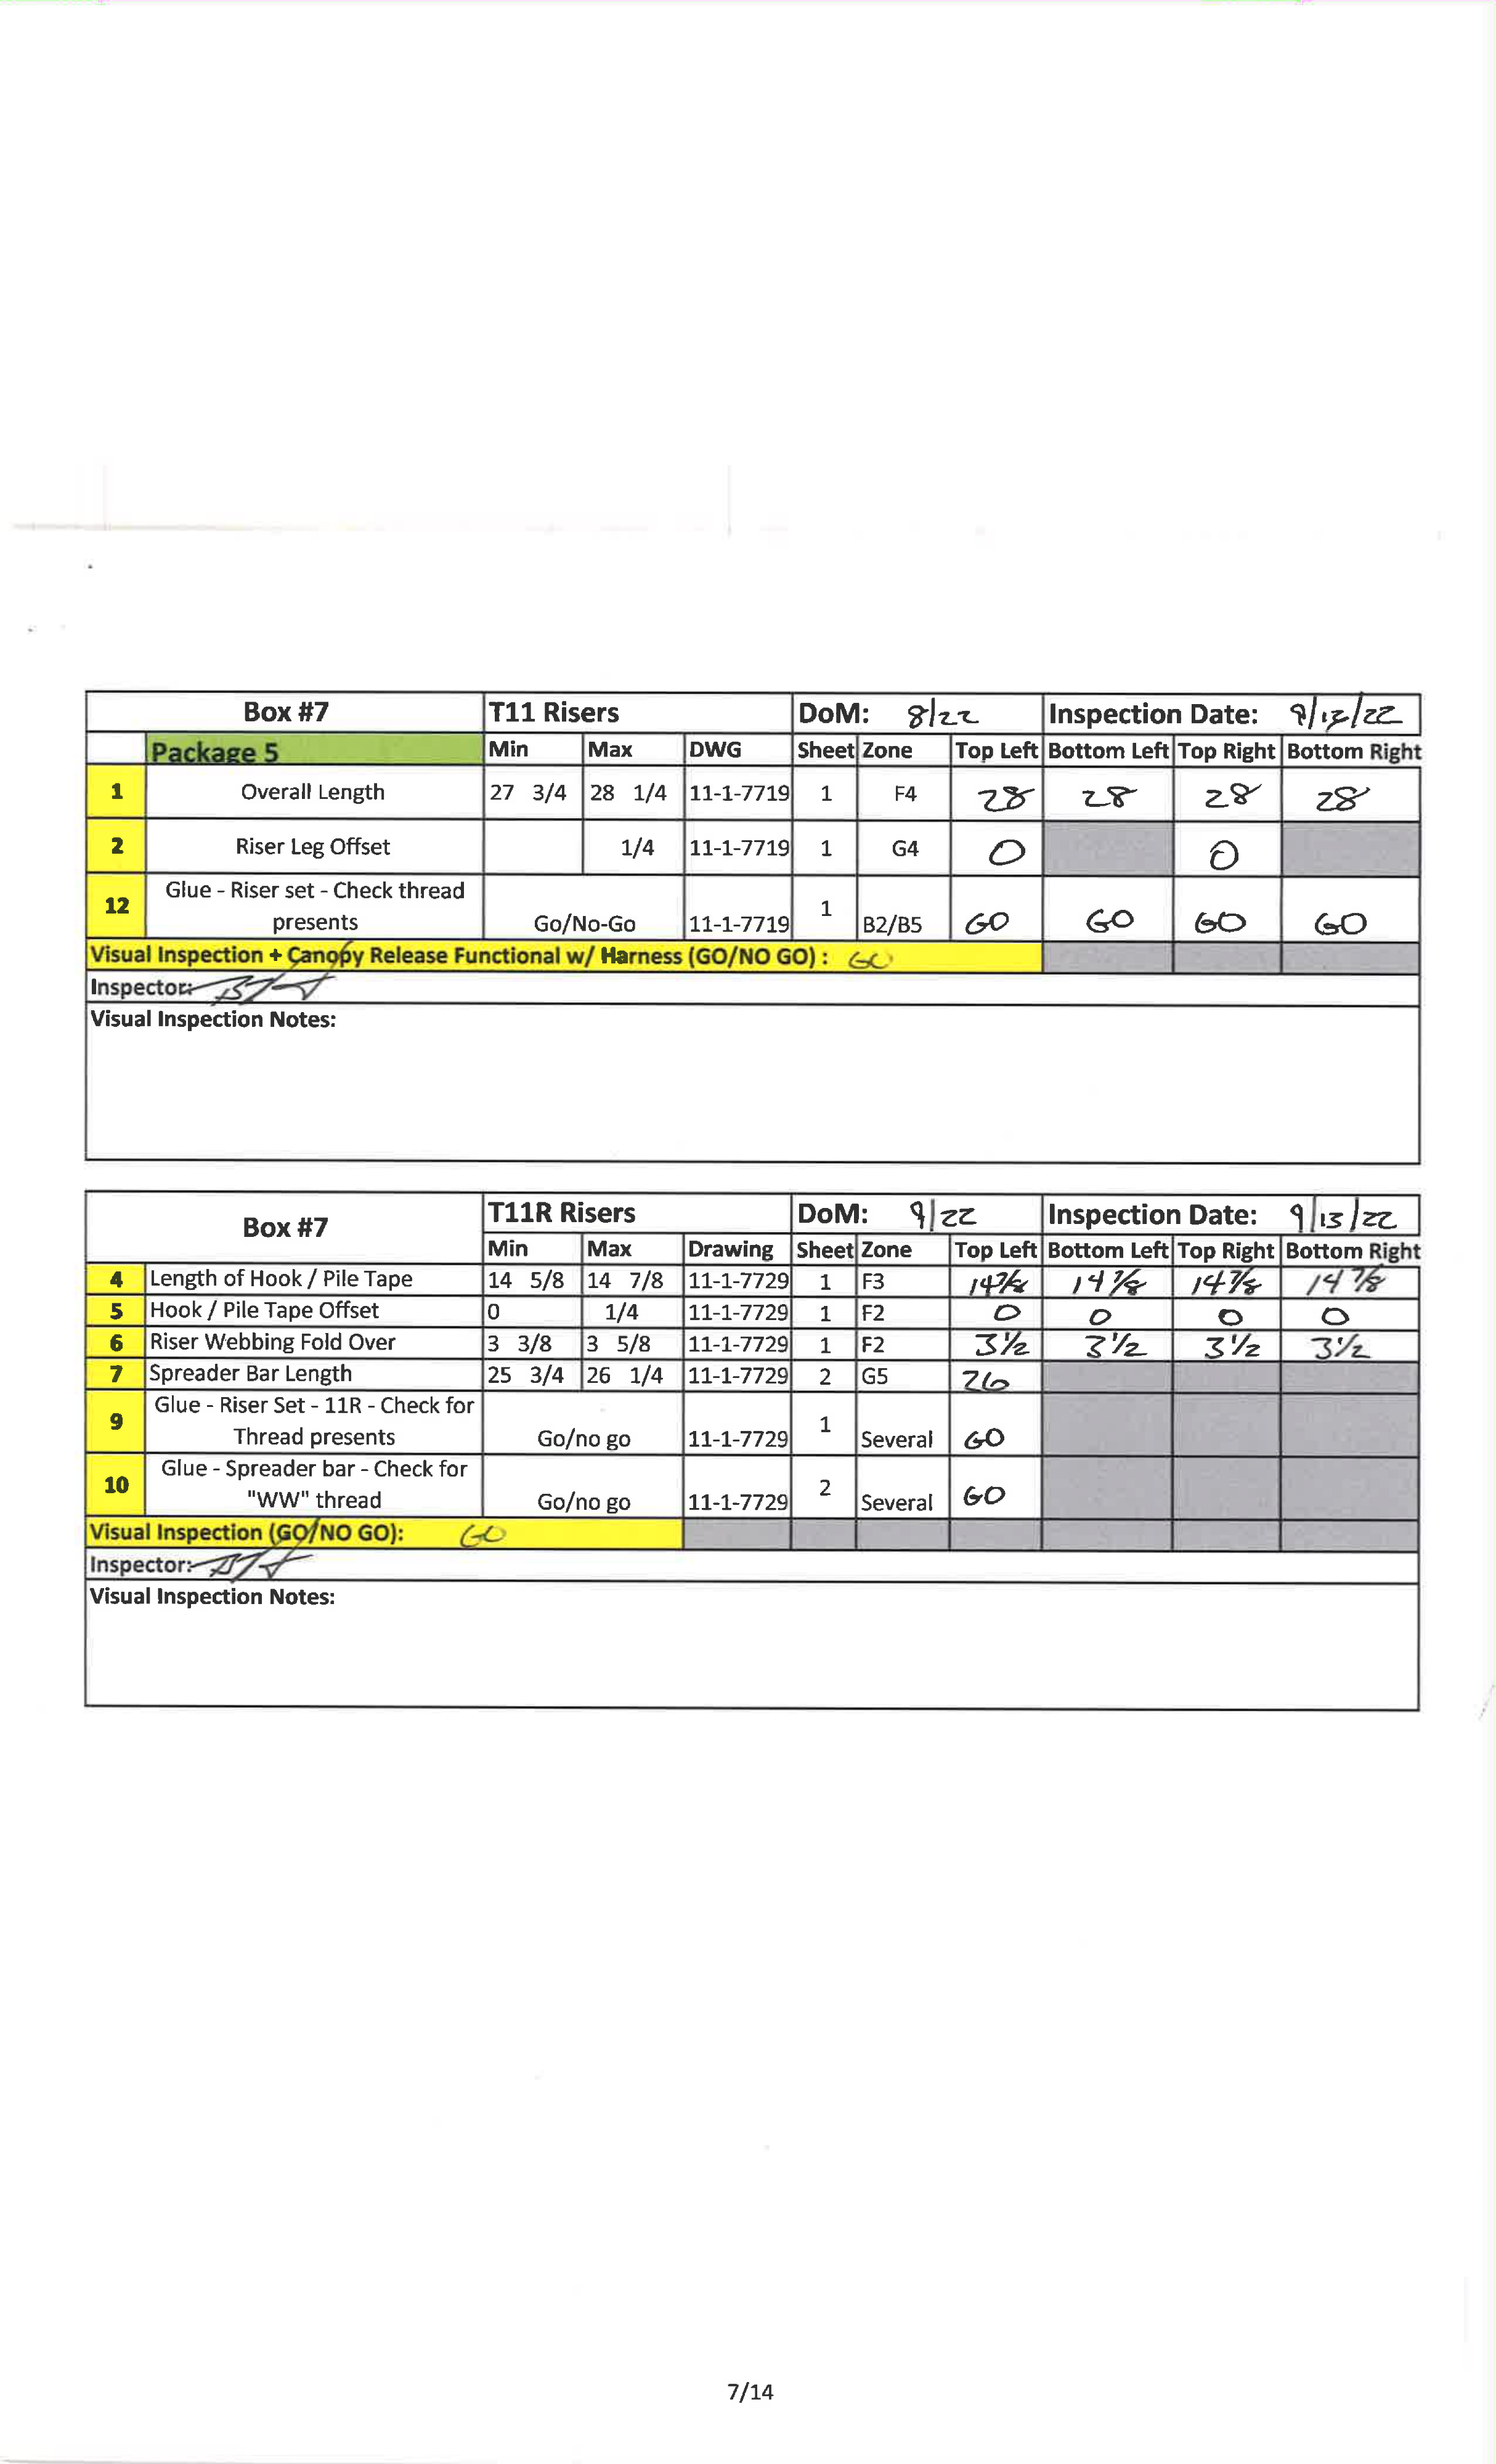 Box #7 T11 Risers DoM: 8/22 Inspection Date: 9/13/22
Package 5 Min Max DWG Sheet Zone Top Left Bottom Left Top Right Bottom Right
1 Overall Length 27 3/4 28 1/4 11-1-7719 1 F4 28 28 28 28
2 Riser Leg Offset 1/4 11-1-7719 1 G4 0 0
12 Glue - Riser set - Check thread
presents Go/No-Go 11-1-7719 1 B2/B5 GO GO GO GO
Visual Inspection + Canopy Release Functional w/ Harness (GO/NO GO) : GO
Inspector:
Visual Inspection Notes:
Box #7 T11R Risers DoM: 9/22 Inspection Date: 9/13/22
Min Max Drawing Sheet Zone Top Left Bottom Left Top Right Bottom Right
4 Length of Hook / Pile Tape 14 5/8 14 7/8 11-1-7729 1 F3 14 7/8 14 7/8 14 7/8 14 7/8
5 Hook / Pile Tape Offset 0 1/4 11-1-7729 1 F2 0 0 0 0
6 Riser Webbing Fold Over 3 3/8 3 5/8 11-1-7729 1 F2 3 1/2 3 1/2 3 1/2 3 1/2
7 Spreader Bar Length 25 3/4 26 1/4 11-1-7729 2 G5 26
9 Glue - Riser Set - 11R - Check for
Thread presents Go/no go 11-1-7729 1 Several GO
10 Glue - Spreader bar - Check for
"WW" thread Go/no go 11-1-7729 2 Several GO
Visual Inspection (GO/NO GO): GO
Inspector:
Visual Inspection Notes:
7/14